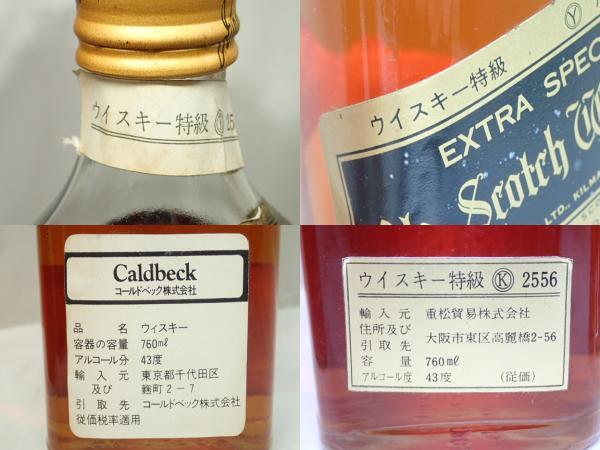 ウイスキー特級 Ⓙ 25
ウイスキー特級 Ⓨ
EXTRA SPEC
Scotch W
LTD., KILMA
SCO
Caldbeck
コールドベック株式会社
品 名 ウィスキー
容器の容量 760㎖
アルコール分 43度
輸入元 東京都千代田区
及び 麴町2-7
引取先 コールドベック株式会社
従価税率適用
ウイスキー特級 Ⓚ 2556
輸入元 重松貿易株式会社
住所及び
引取先 大阪市東区高麗橋2-56
容量 760㎖
アルコール度 43度 (従価)